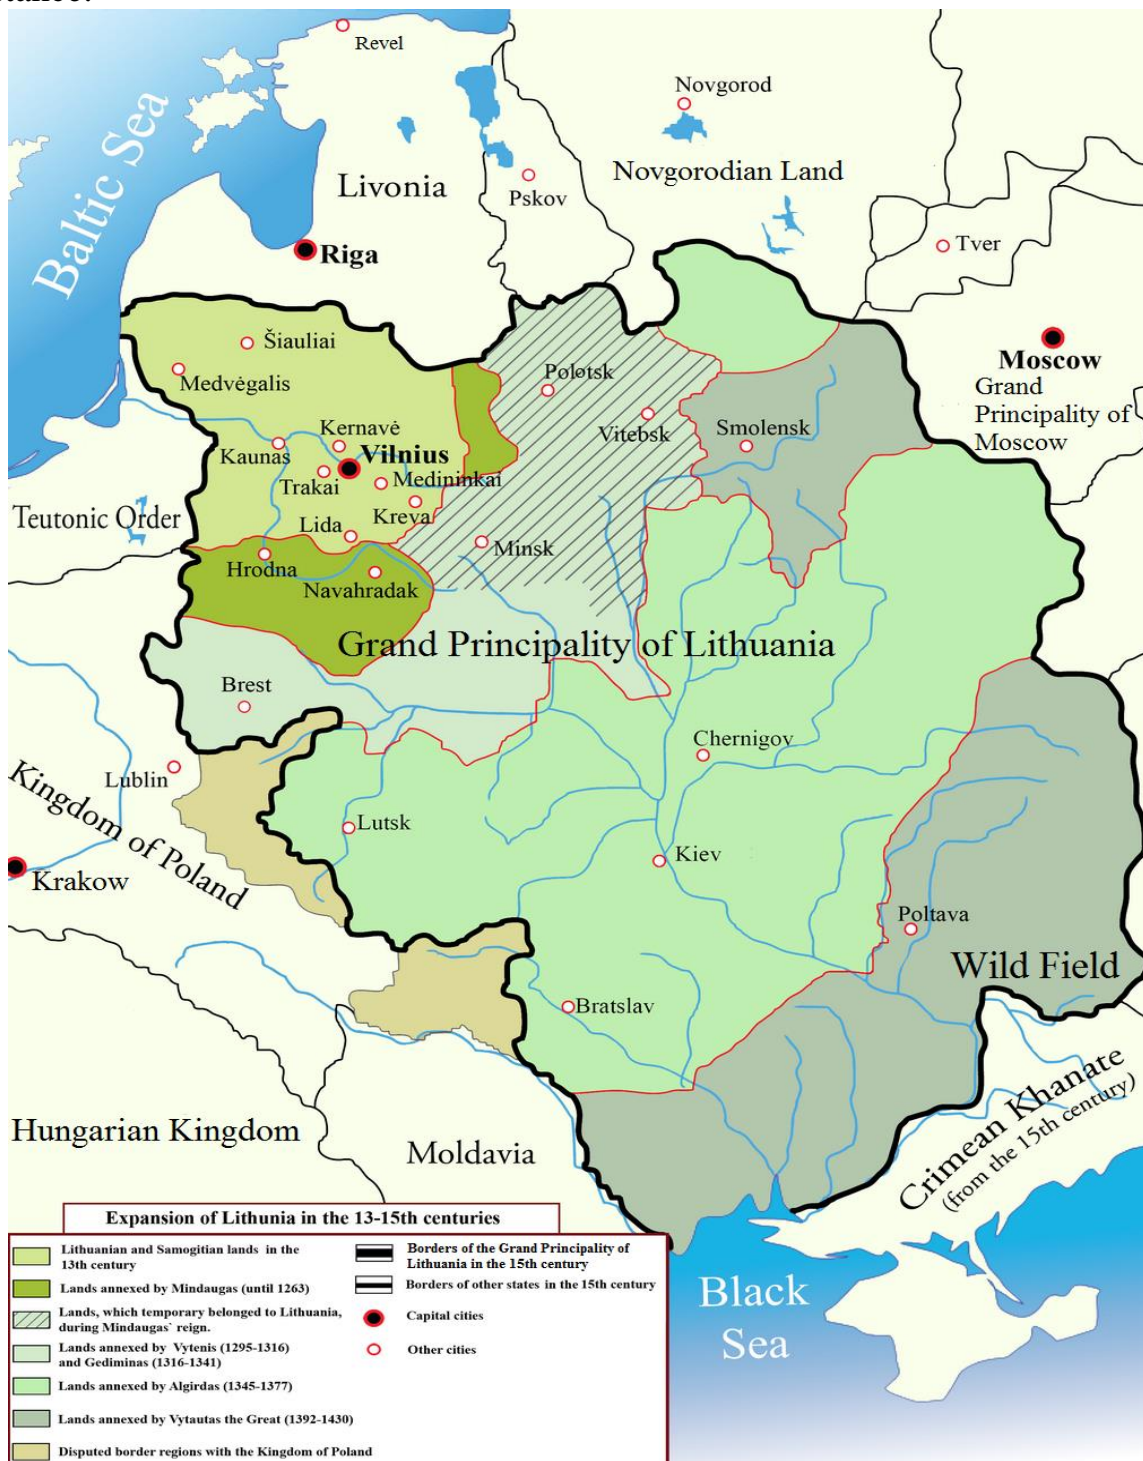 Revel
Novgorod
Baltic Sea
Novgorodian Land
Livonia
Pskov
Riga
Tver
Šiauliai
Moscow
Medvėgalis
Polotsk
Grand
Principality of
Moscow
Kernavė
Vitebsk
Smolensk
Kaunas
Vilnius
Trakai
Medininkai
Teutonic Order
Lida
Kreva
Minsk
Hrodna
Navahradak
Grand Principality of Lithuania
Brest
Chernigov
Lublin
Kingdom of Poland
Lutsk
Krakow
Kiev
Poltava
Wild Field
Bratslav
Hungarian Kingdom
Moldavia
Crimean Khanate
(from the 15th century)
Black
Sea
Expansion of Lithunia in the 13-15th centuries
Lithuanian and Samogitian lands in the
13th century
Lands annexed by Mindaugas (until 1263)
Lands, which temporary belonged to Lithuania,
during Mindaugas` reign.
Lands annexed by Vytenis (1295-1316)
and Gediminas (1316-1341)
Lands annexed by Algirdas (1345-1377)
Lands annexed by Vytautas the Great (1392-1430)
Disputed border regions with the Kingdom of Poland
Borders of the Grand Principality of
Lithuania in the 15th century
Borders of other states in the 15th century
Capital cities
Other cities